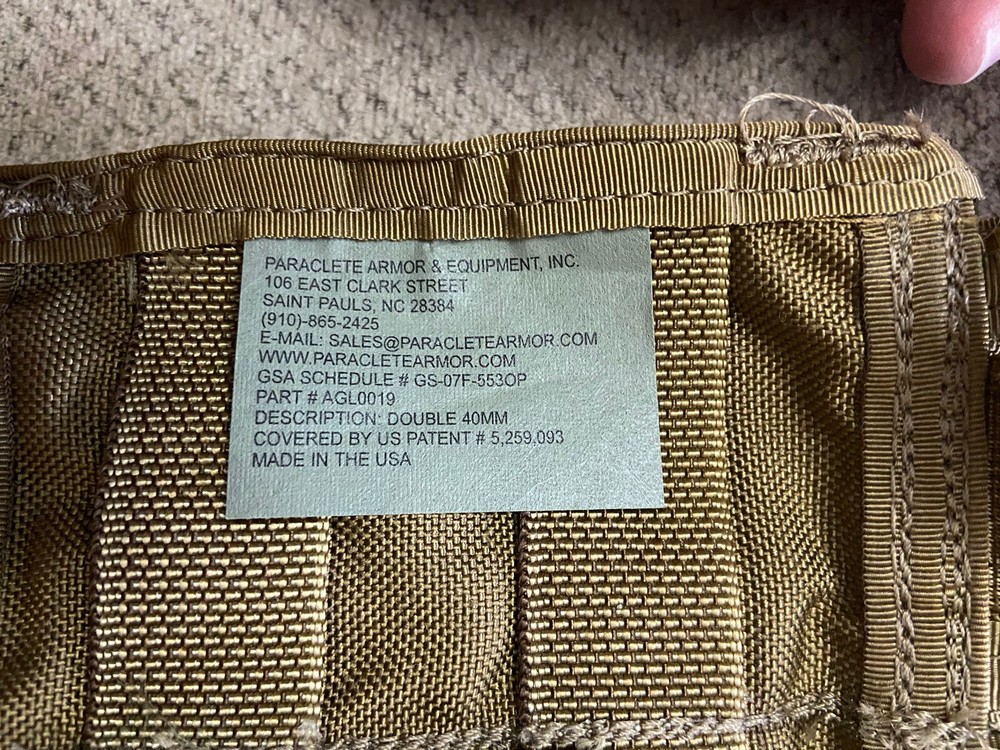 PARACLETE ARMOR & EQUIPMENT, INC.
106 EAST CLARK STREET
SAINT PAULS, NC 28384
(910)-865-2425
E-MAIL: SALES@PARACLETEARMOR.COM
WWW.PARACLETEARMOR.COM
GSA SCHEDULE # GS-07F-553OP
PART # AGL0019
DESCRIPTION: DOUBLE 40MM
COVERED BY US PATENT # 5,259,093
MADE IN THE USA